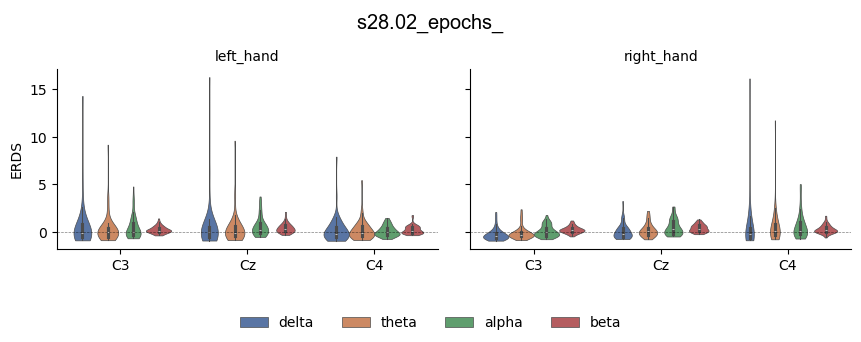 s28.02_epochs_
left_hand
right_hand
ERDS
15
10
5
0
C3
Cz
C4
C3
Cz
C4
delta
theta
alpha
beta